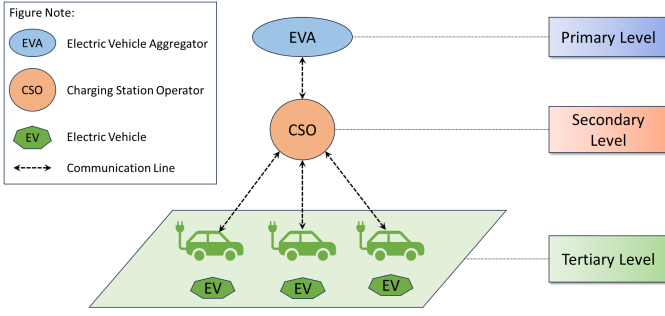 Figure Note:
EVA
Electric Vehicle Aggregator
CSO
Charging Station Operator
EV
Electric Vehicle
Communication Line
EVA
Primary Level
CSO
Secondary
Level
EV
EV
EV
Tertiary Level